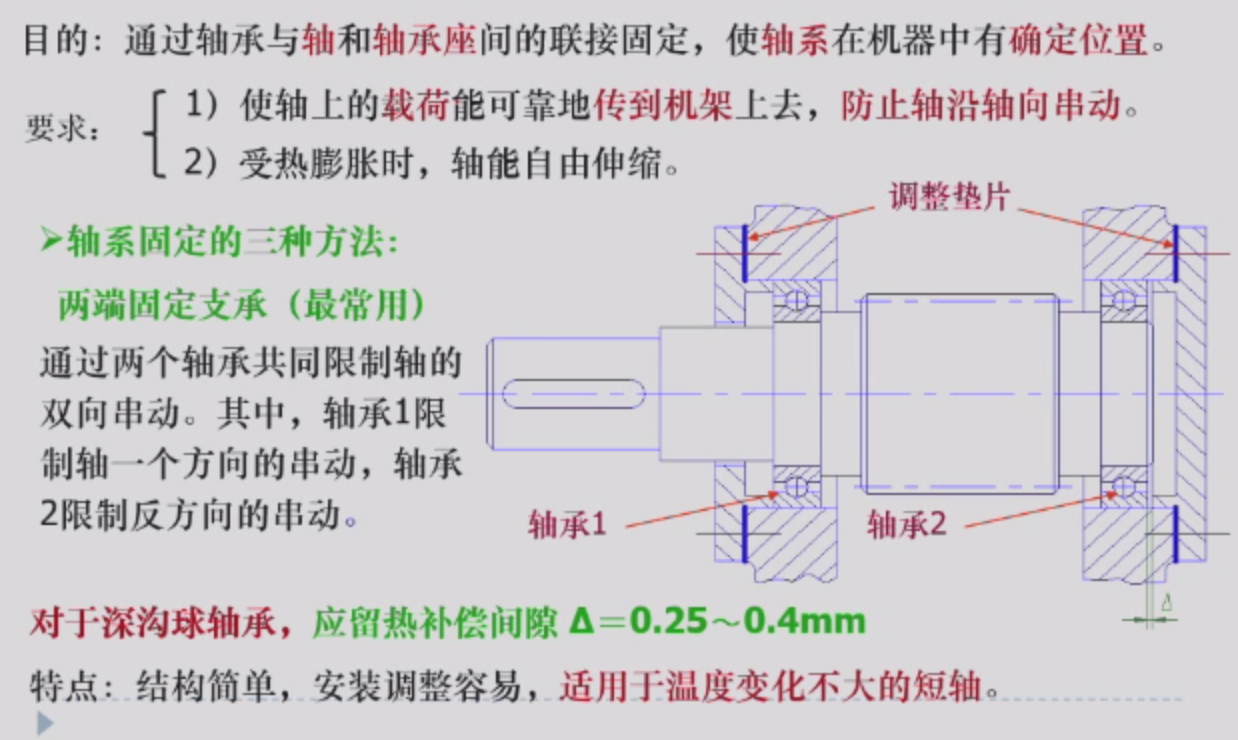 目的：通过轴承与轴和轴承座间的联接固定，使轴系在机器中有确定位置。
要求：
1）使轴上的载荷能可靠地传到机架上去，防止轴沿轴向串动。
2）受热膨胀时，轴能自由伸缩。
调整垫片
➢轴系固定的三种方法：
两端固定支承（最常用）
通过两个轴承共同限制轴的
双向串动。其中，轴承1限
制轴一个方向的串动，轴承
2限制反方向的串动。
轴承1
轴承2
Δ
对于深沟球轴承，应留热补偿间隙 Δ＝0.25～0.4mm
特点：结构简单，安装调整容易，适用于温度变化不大的短轴。